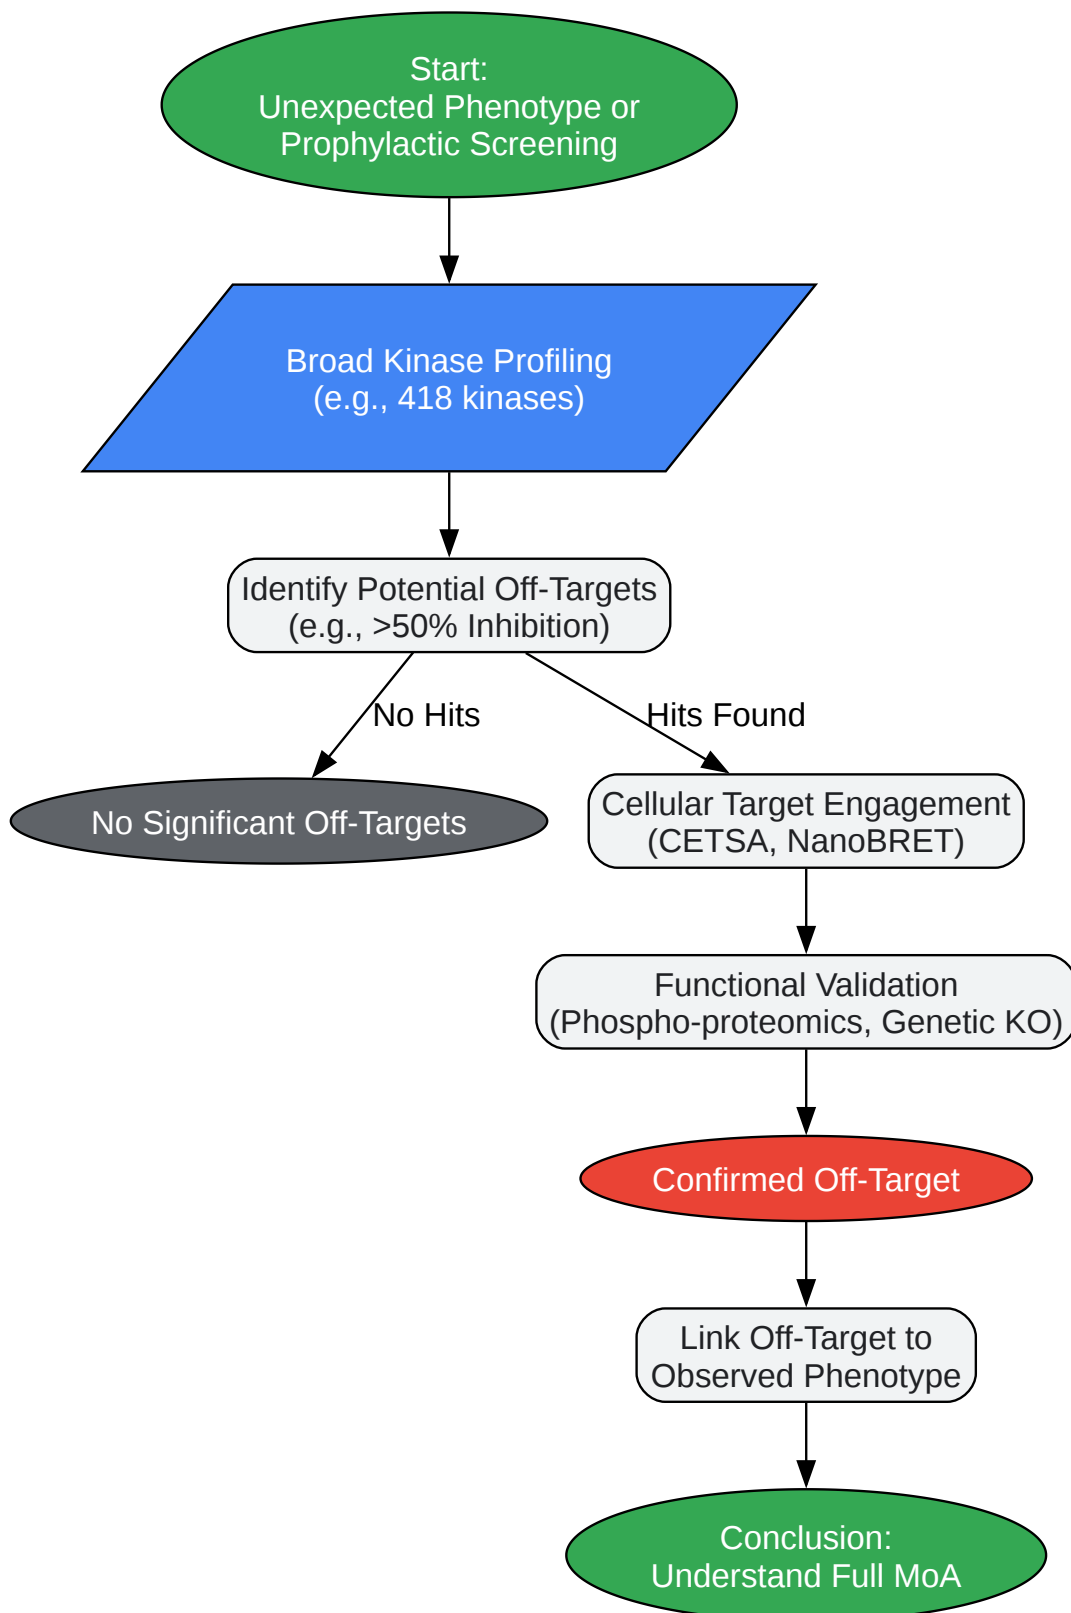 Start:
Unexpected Phenotype or
Prophylactic Screening
Broad Kinase Profiling
(e.g., 418 kinases)
Identify Potential Off-Targets
(e.g., >50% Inhibition)
No Hits
Hits Found
No Significant Off-Targets
Cellular Target Engagement
(CETSA, NanoBRET)
Functional Validation
(Phospho-proteomics, Genetic KO)
Confirmed Off-Target
Link Off-Target to
Observed Phenotype
Conclusion:
Understand Full MoA